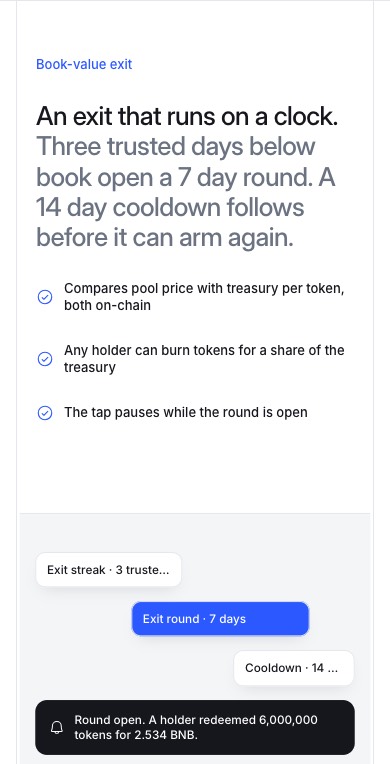 Book-value exit
An exit that runs on a clock.
Three trusted days below
book open a 7 day round. A
14 day cooldown follows
before it can arm again.
Compares pool price with treasury per token,
both on-chain
Any holder can burn tokens for a share of the
treasury
The tap pauses while the round is open
Exit streak · 3 truste...
Exit round · 7 days
Cooldown · 14 ...
Round open. A holder redeemed 6,000,000
tokens for 2.534 BNB.